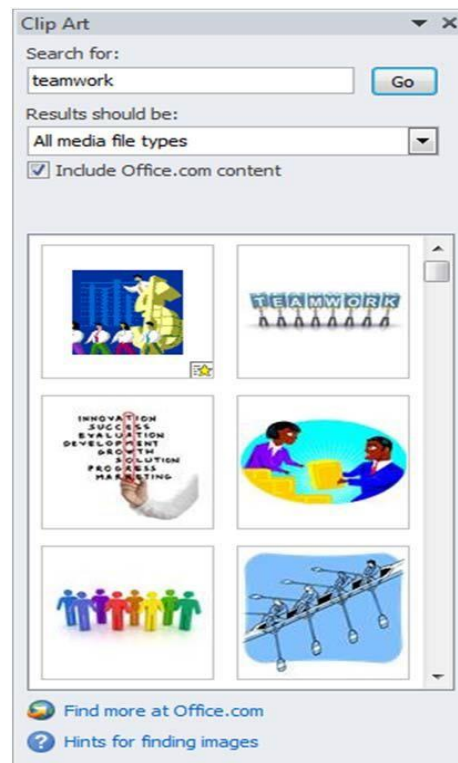 Clip Art
Search for:
teamwork
Go
Results should be:
All media file types
Include Office.com content
TEAMWORK
INNOVATION
SUCCESS
EVALUATION
DEVELOPMENT
GROWTH
SOLUTION
PROGRESS
MARKETING
Find more at Office.com
Hints for finding images